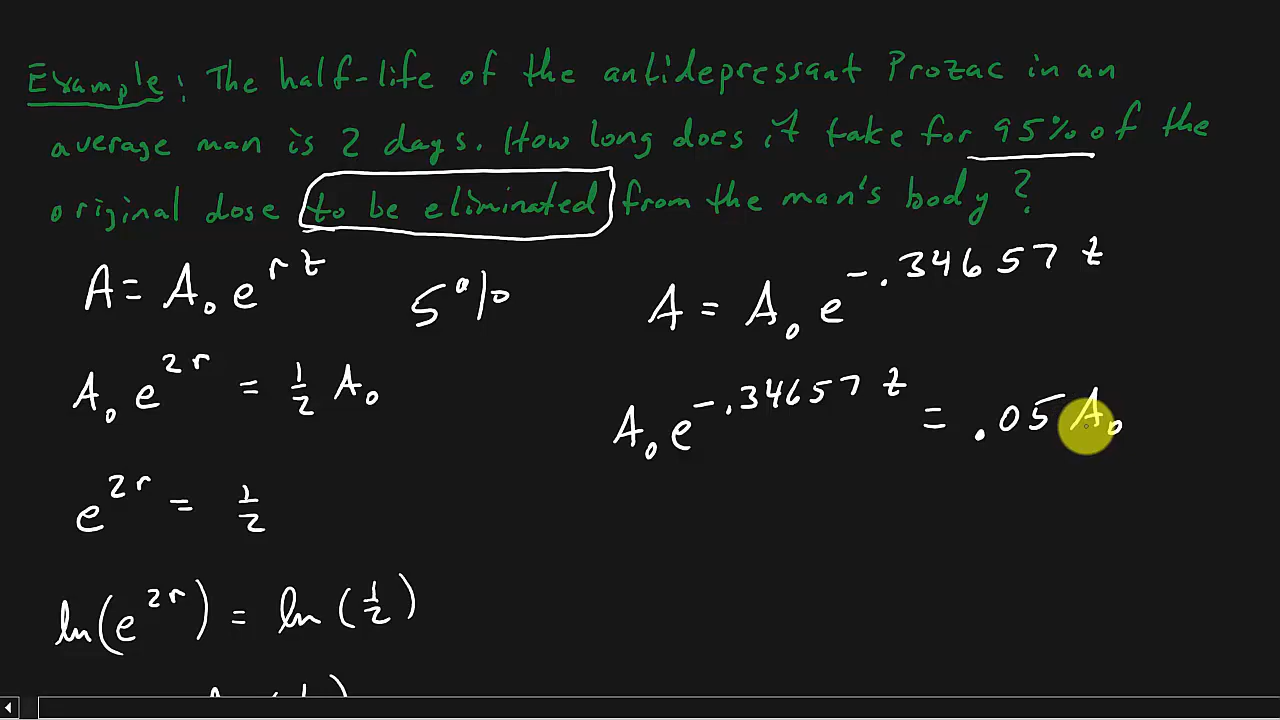 Example: The half-life of the antidepressant Prozac in an
average man is 2 days. How long does it take for 95% of the
original dose to be eliminated from the man's body?
A = A₀e^(rt)
5%
A₀e^(2r) = 1/2 A₀
e^(2r) = 1/2
ln(e^(2r)) = ln(1/2)
A = A₀e^(-.34657t)
A₀e^(-.34657t) = .05A₀